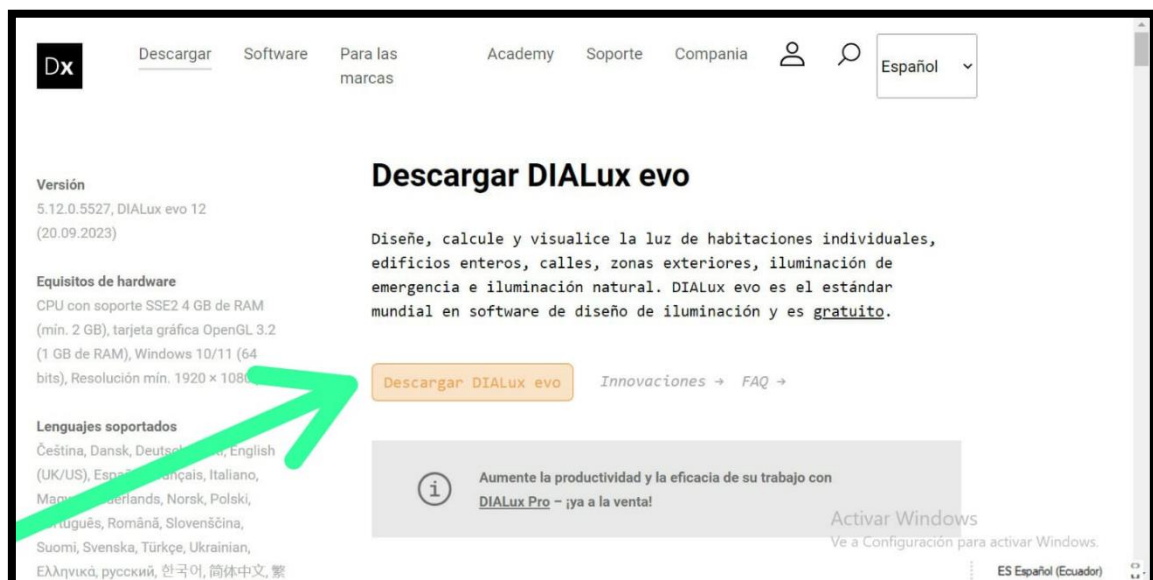 Dx
Descargar
Software
Para las
marcas
Academy
Soporte
Compania
Español
Versión
5.12.0.5527, DIALux evo 12
(20.09.2023)
Equisitos de hardware
CPU con soporte SSE2 4 GB de RAM
(mín. 2 GB), tarjeta gráfica OpenGL 3.2
(1 GB de RAM), Windows 10/11 (64
bits), Resolución mín. 1920 × 1080
Lenguajes soportados
Čeština, Dansk, English
(UK/US), Italiano,
Norsk, Polski,
Română, Slovenščina,
Suomi, Svenska, Türkçe, Ukrainian,
Ελληνικά, русский, 한국어, 简体中文, 繁
Descargar DIALux evo
Diseñe, calcule y visualice la luz de habitaciones individuales,
edificios enteros, calles, zonas exteriores, iluminación de
emergencia e iluminación natural. DIALux evo es el estándar
mundial en software de diseño de iluminación y es gratuito.
Descargar DIALux evo
Innovaciones → FAQ →
Aumente la productividad y la eficacia de su trabajo con
DIALux Pro – ¡ya a la venta!
Activar Windows
Ve a Configuración para activar Windows.
ES Español (Ecuador)